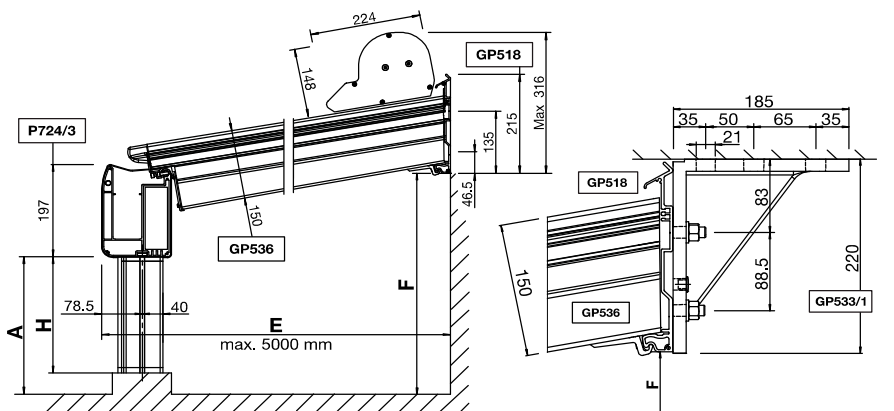 224
148
GP518
Max 316
215
135
46.5
P724/3
197
150
GP536
78.5
40
A
H
E
max. 5000 mm
F
185
35
50
65
35
21
GP518
83
88.5
220
150
GP536
GP533/1
F